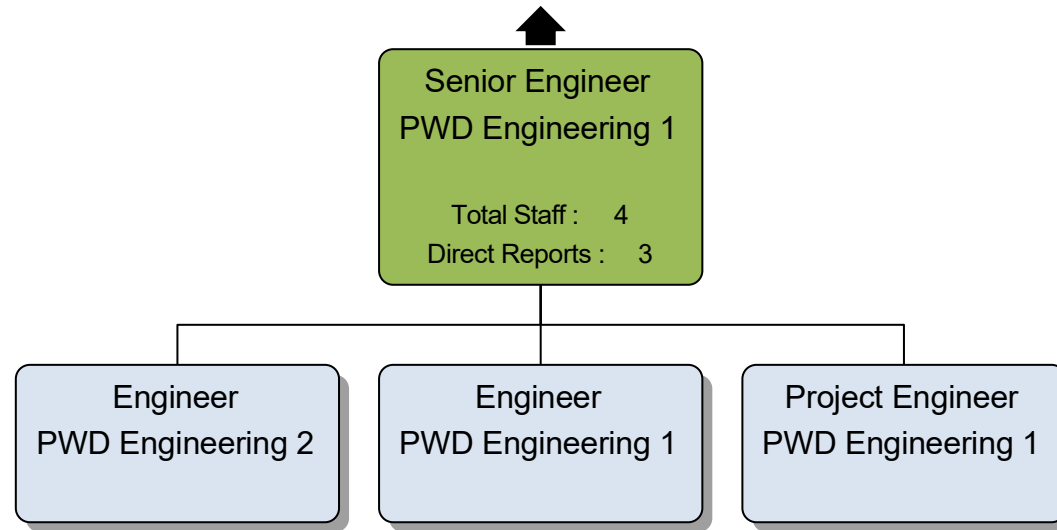 Senior Engineer
PWD Engineering 1
Total Staff : 4
Direct Reports : 3
Engineer
PWD Engineering 2
Engineer
PWD Engineering 1
Project Engineer
PWD Engineering 1